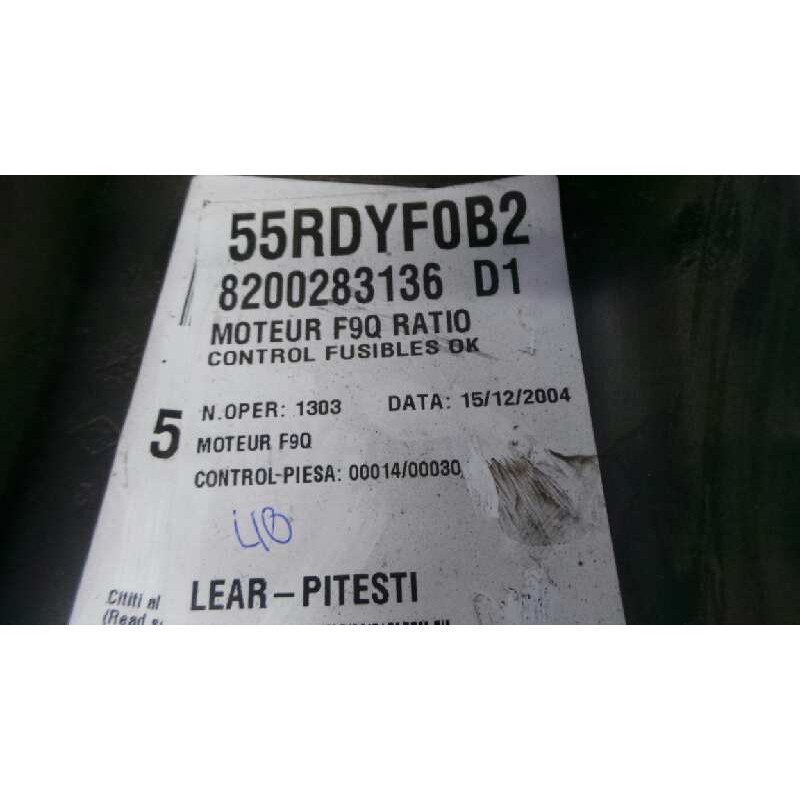 55RDYF0B2
8200283136 D1
MOTEUR F9Q RATIO
CONTROL FUSIBLES OK
N.OPER: 1303 DATA: 15/12/2004
5
MOTEUR F9Q
CONTROL-PIESA: 00014/00030
40
Cititi al
LEAR-PITESTI
(Read